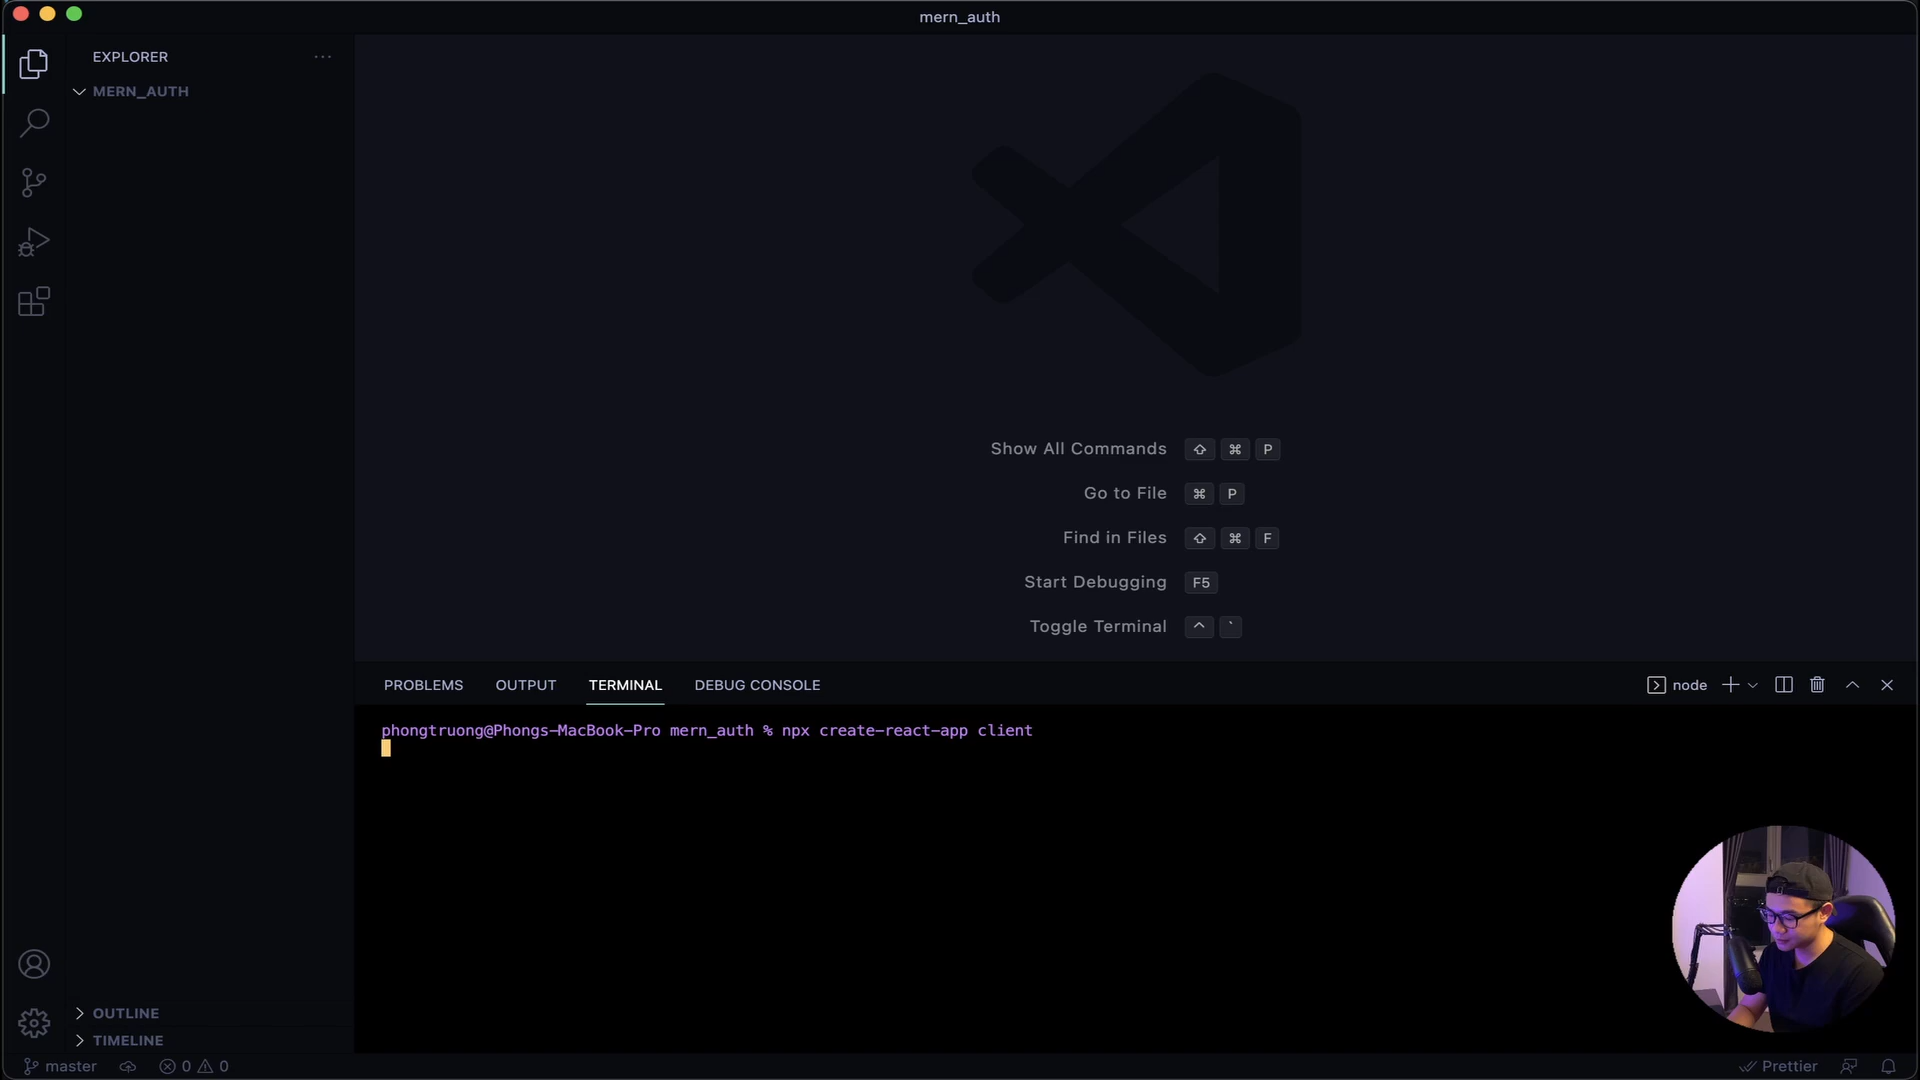 mern_auth
EXPLORER
MERN_AUTH
Show All Commands ⇧ ⌘ P
Go to File ⌘ P
Find in Files ⇧ ⌘ F
Start Debugging F5
Toggle Terminal ^ `
PROBLEMS OUTPUT TERMINAL DEBUG CONSOLE node
phongtruong@Phongs-MacBook-Pro mern_auth % npx create-react-app client
OUTLINE
TIMELINE
master 0 0 Prettier